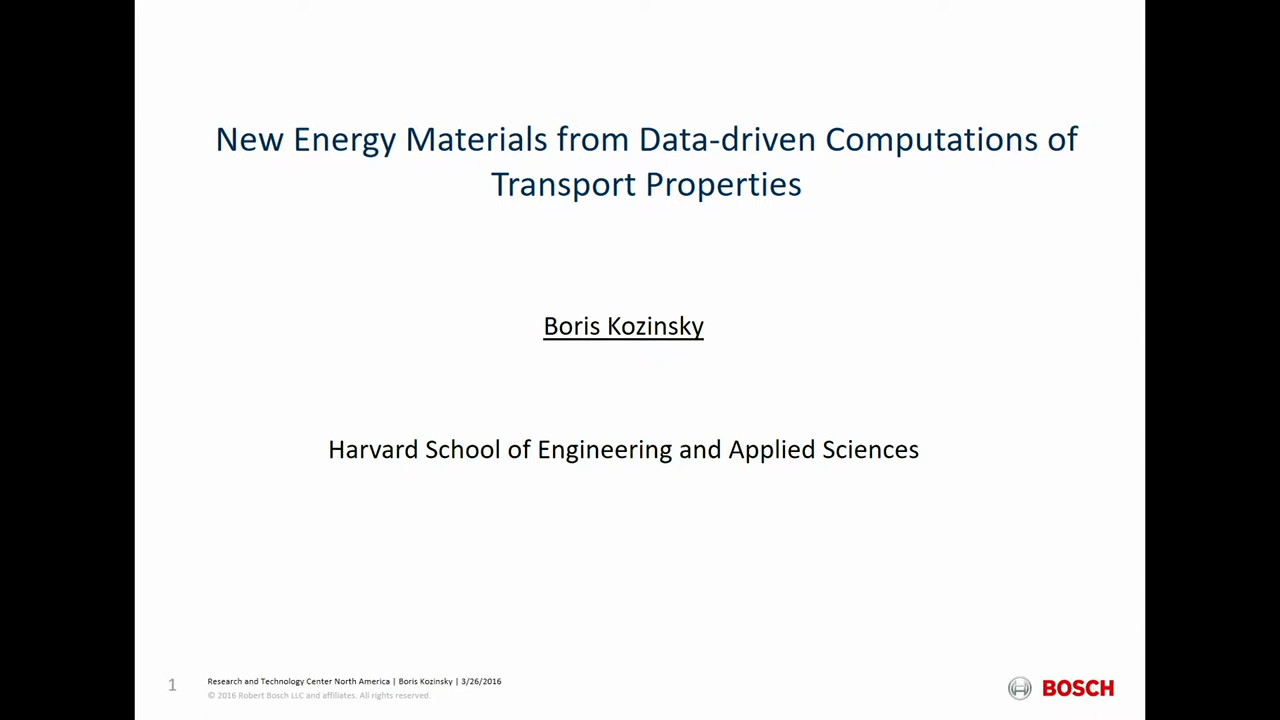 New Energy Materials from Data-driven Computations of
Transport Properties
Boris Kozinsky
Harvard School of Engineering and Applied Sciences
1
Research and Technology Center North America | Boris Kozinsky | 3/26/2016
© 2016 Robert Bosch LLC and affiliates. All rights reserved.
BOSCH